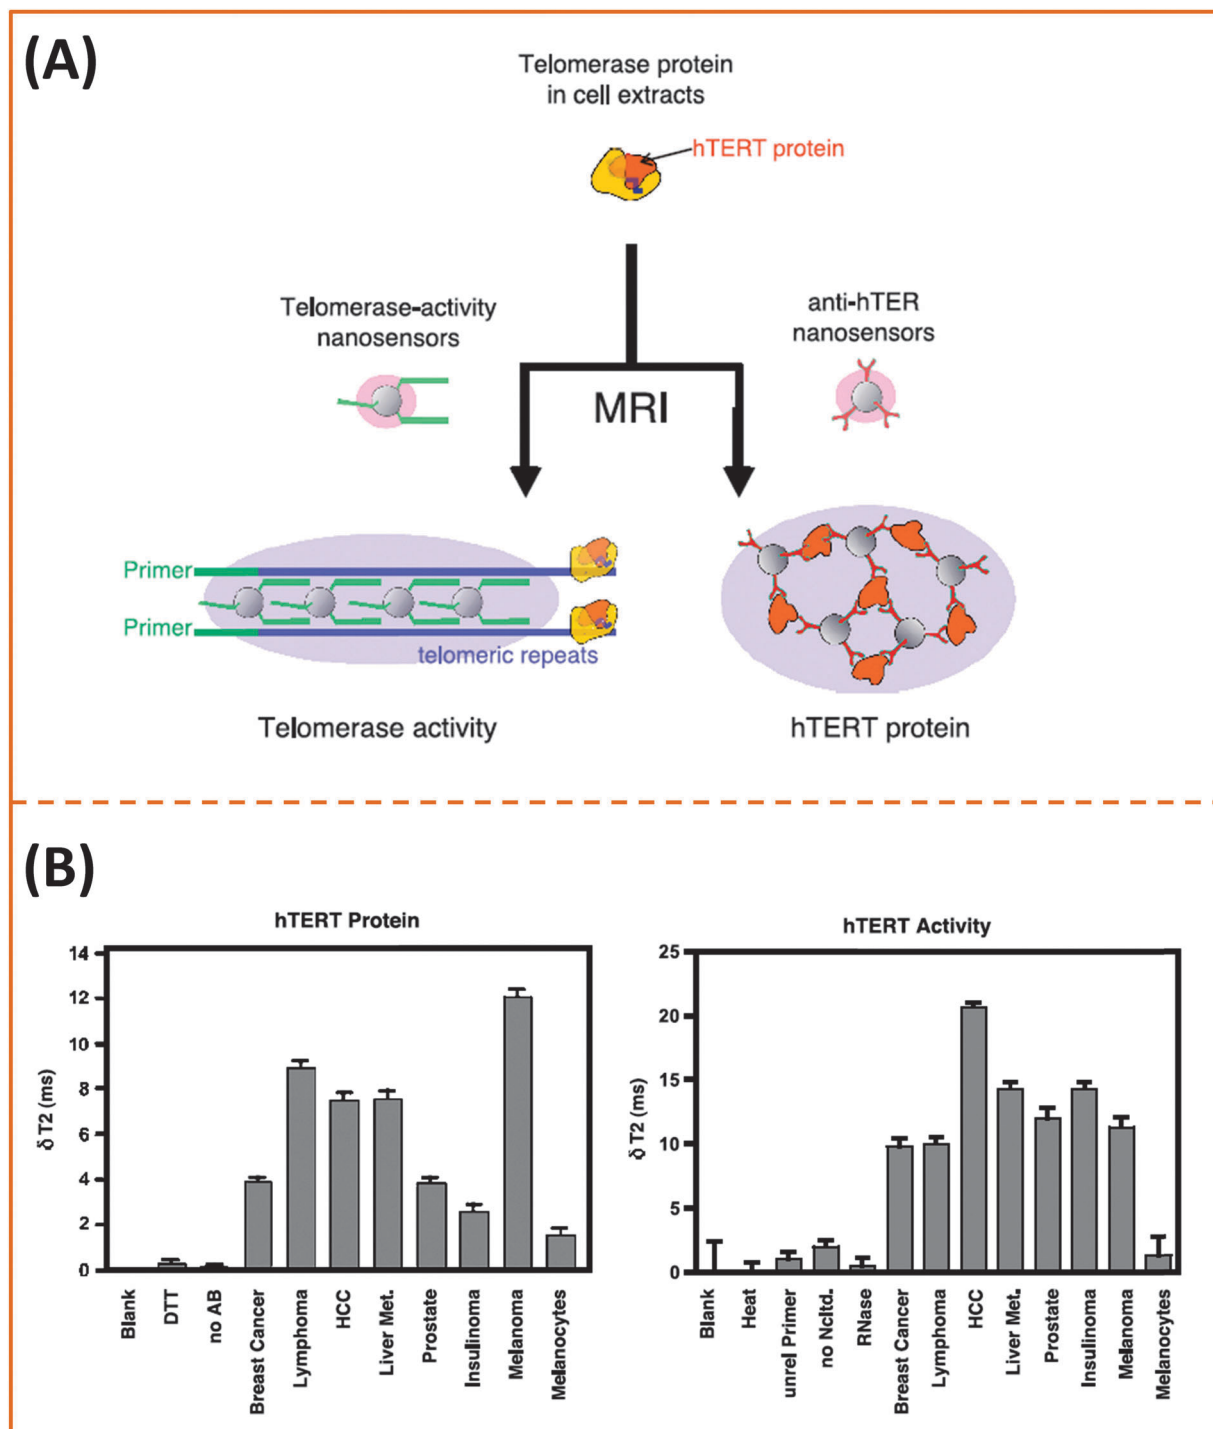 (A)
Telomerase protein
in cell extracts
hTERT protein
Telomerase-activity
nanosensors
anti-hTER
nanosensors
MRI
Primer
Primer
telomeric repeats
Telomerase activity
hTERT protein
(B)
hTERT Protein
14
12
10
8
6
4
2
0
δ T2 (ms)
Blank
DTT
no AB
Breast Cancer
Lymphoma
HCC
Liver Met.
Prostate
Insulinoma
Melanoma
Melanocytes
hTERT Activity
25
20
15
10
5
0
δ T2 (ms)
Blank
Heat
unrel Primer
no Ncltd.
RNase
Breast Cancer
Lymphoma
HCC
Liver Met.
Prostate
Insulinoma
Melanoma
Melanocytes